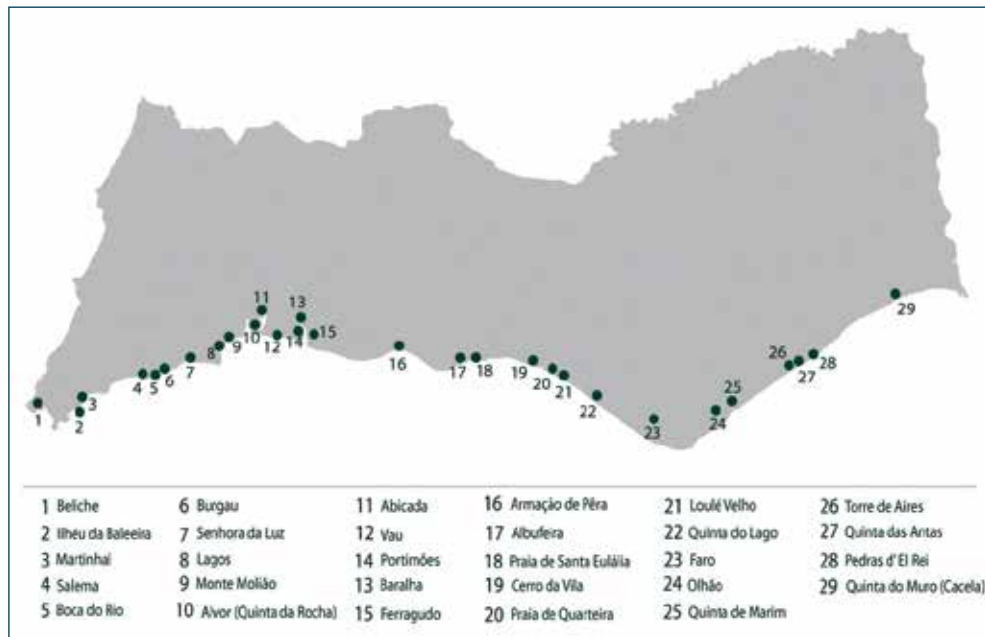 11
13
10
12
14
15
8
9
16
7
17
18
19
20
21
6
4
5
3
2
1
22
23
24
25
26
27
28
29
1 Beliche
2 Ilhéu da Baleeira
3 Martinhal
4 Salema
5 Boca do Rio
6 Burgau
7 Senhora da Luz
8 Lagos
9 Monte Molião
10 Alvor (Quinta da Rocha)
11 Abicada
12 Vau
14 Portimões
13 Baralha
15 Ferragudo
16 Armação de Pêra
17 Albufeira
18 Praia de Santa Eulália
19 Cerro da Vila
20 Praia de Quarteira
21 Loulé Velho
22 Quinta do Lago
23 Faro
24 Olhão
25 Quinta de Marim
26 Torre de Aires
27 Quinta das Antas
28 Pedras d' El Rei
29 Quinta do Muro (Cacela)